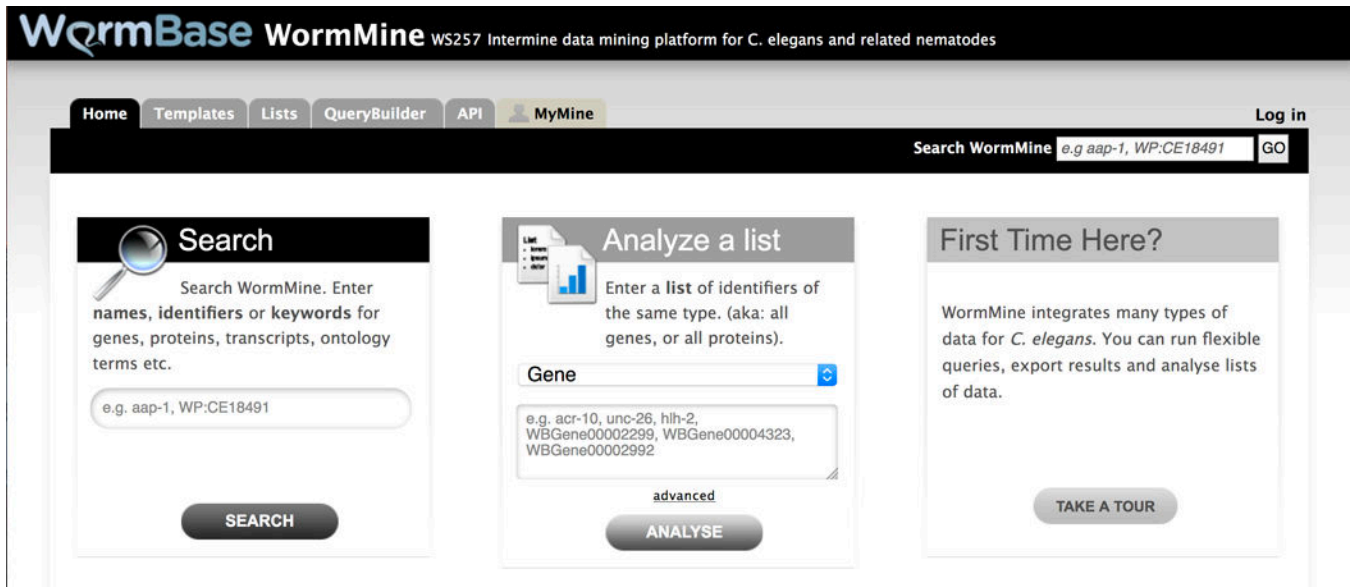 WormBase WormMine WS257 Intermine data mining platform for C. elegans and related nematodes
Home Templates Lists QueryBuilder API MyMine Log in
Search WormMine e.g aap-1, WP:CE18491 GO
Search
Search WormMine. Enter
names, identifiers or keywords for
genes, proteins, transcripts, ontology
terms etc.
e.g. aap-1, WP:CE18491
SEARCH
List
Analyze a list
Enter a list of identifiers of
the same type. (aka: all
genes, or all proteins).
Gene
e.g. acr-10, unc-26, hlh-2,
WBGene00002299, WBGene00004323,
WBGene00002992
advanced
ANALYSE
First Time Here?
WormMine integrates many types of
data for C. elegans. You can run flexible
queries, export results and analyse lists
of data.
TAKE A TOUR